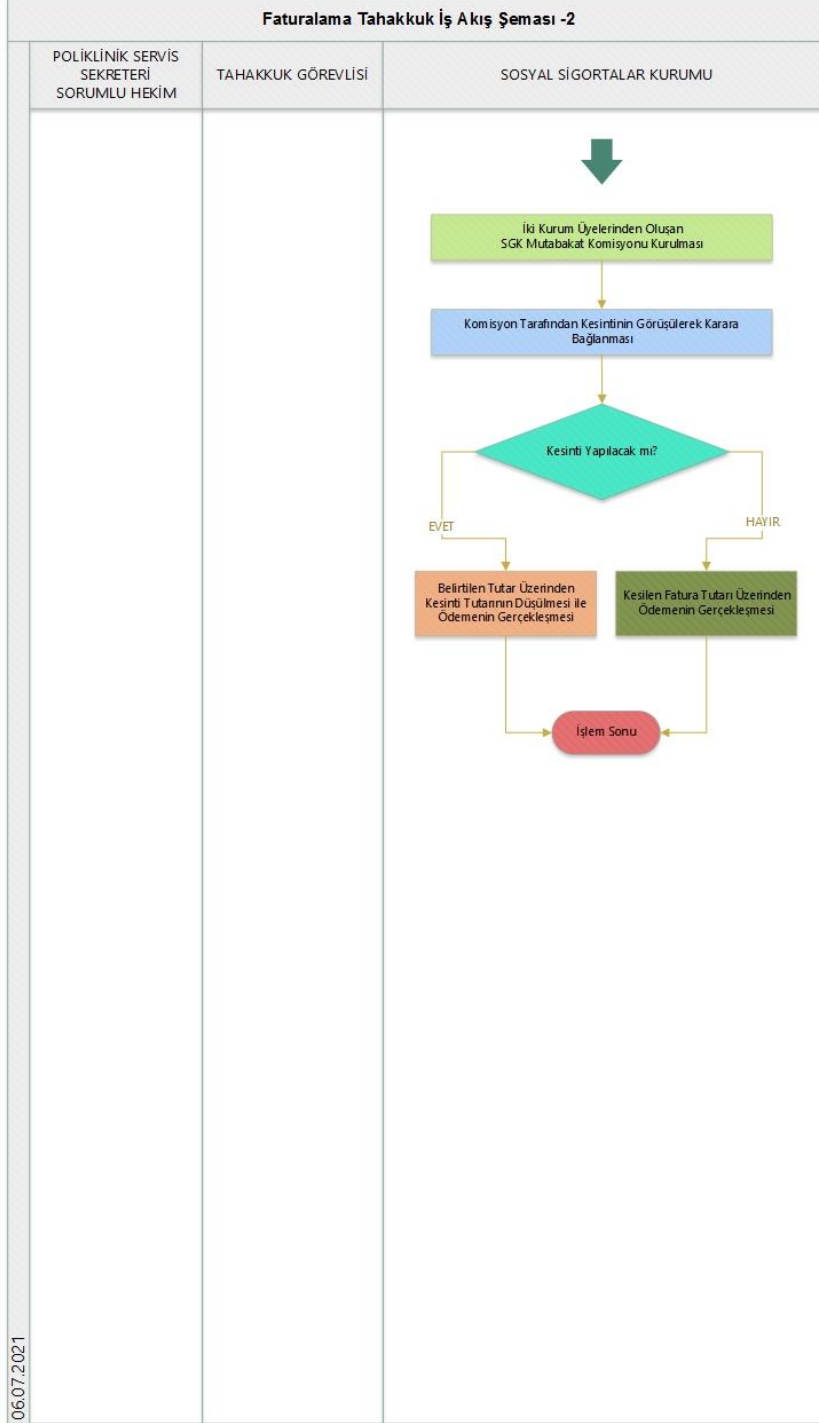 Faturalama Tahakkuk İş Akış Şeması -2
POLİKLİNİK SERVİS
SEKRETERİ
SORUMLU HEKİM
TAHAKKUK GÖREVLİSİ
SOSYAL SİGORTALAR KURUMU
İki Kurum Üyelerinden Oluşan
SGK Mutabakat Komisyonu Kurulması
Komisyon Tarafından Kesintinin Görüşülerek Karara
Bağlanması
Kesinti Yapılacak mı?
EVET
HAYIR
Belirtilen Tutar Üzerinden
Kesinti Tutarının Düşülmesi ile
Ödemenin Gerçekleşmesi
Kesilen Fatura Tutarı Üzerinden
Ödemenin Gerçekleşmesi
İşlem Sonu
06.07.2021